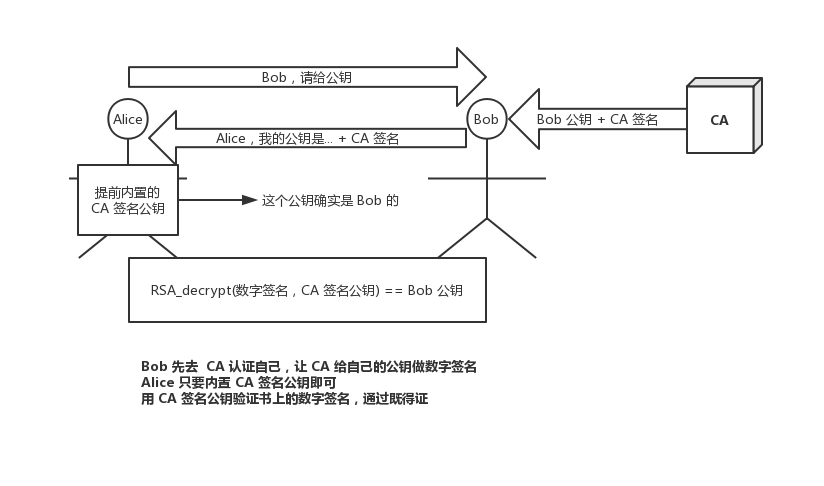 Bob，请给公钥
Alice
Bob
Bob 公钥 + CA 签名
CA
Alice，我的公钥是... + CA 签名
提前内置的
CA 签名公钥
这个公钥确实是 Bob 的
RSA_decrypt(数字签名，CA 签名公钥) == Bob 公钥
Bob 先去 CA 认证自己，让 CA 给自己的公钥做数字签名
Alice 只要内置 CA 签名公钥即可
用 CA 签名公钥验证书上的数字签名，通过既得证